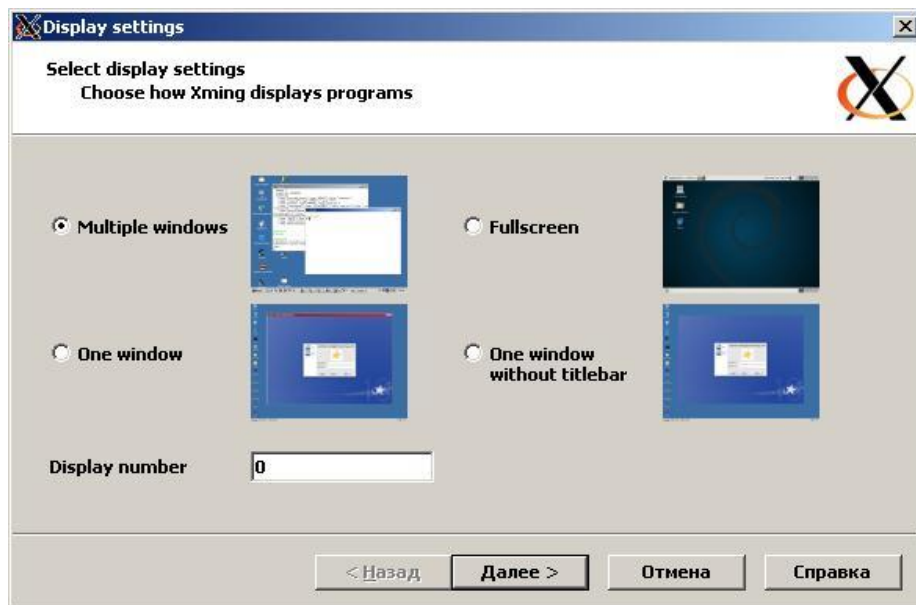 Display settings
Select display settings
Choose how Xming displays programs
Multiple windows
Fullscreen
One window
One window
without titlebar
Display number
0
< Назад
Далее >
Отмена
Справка